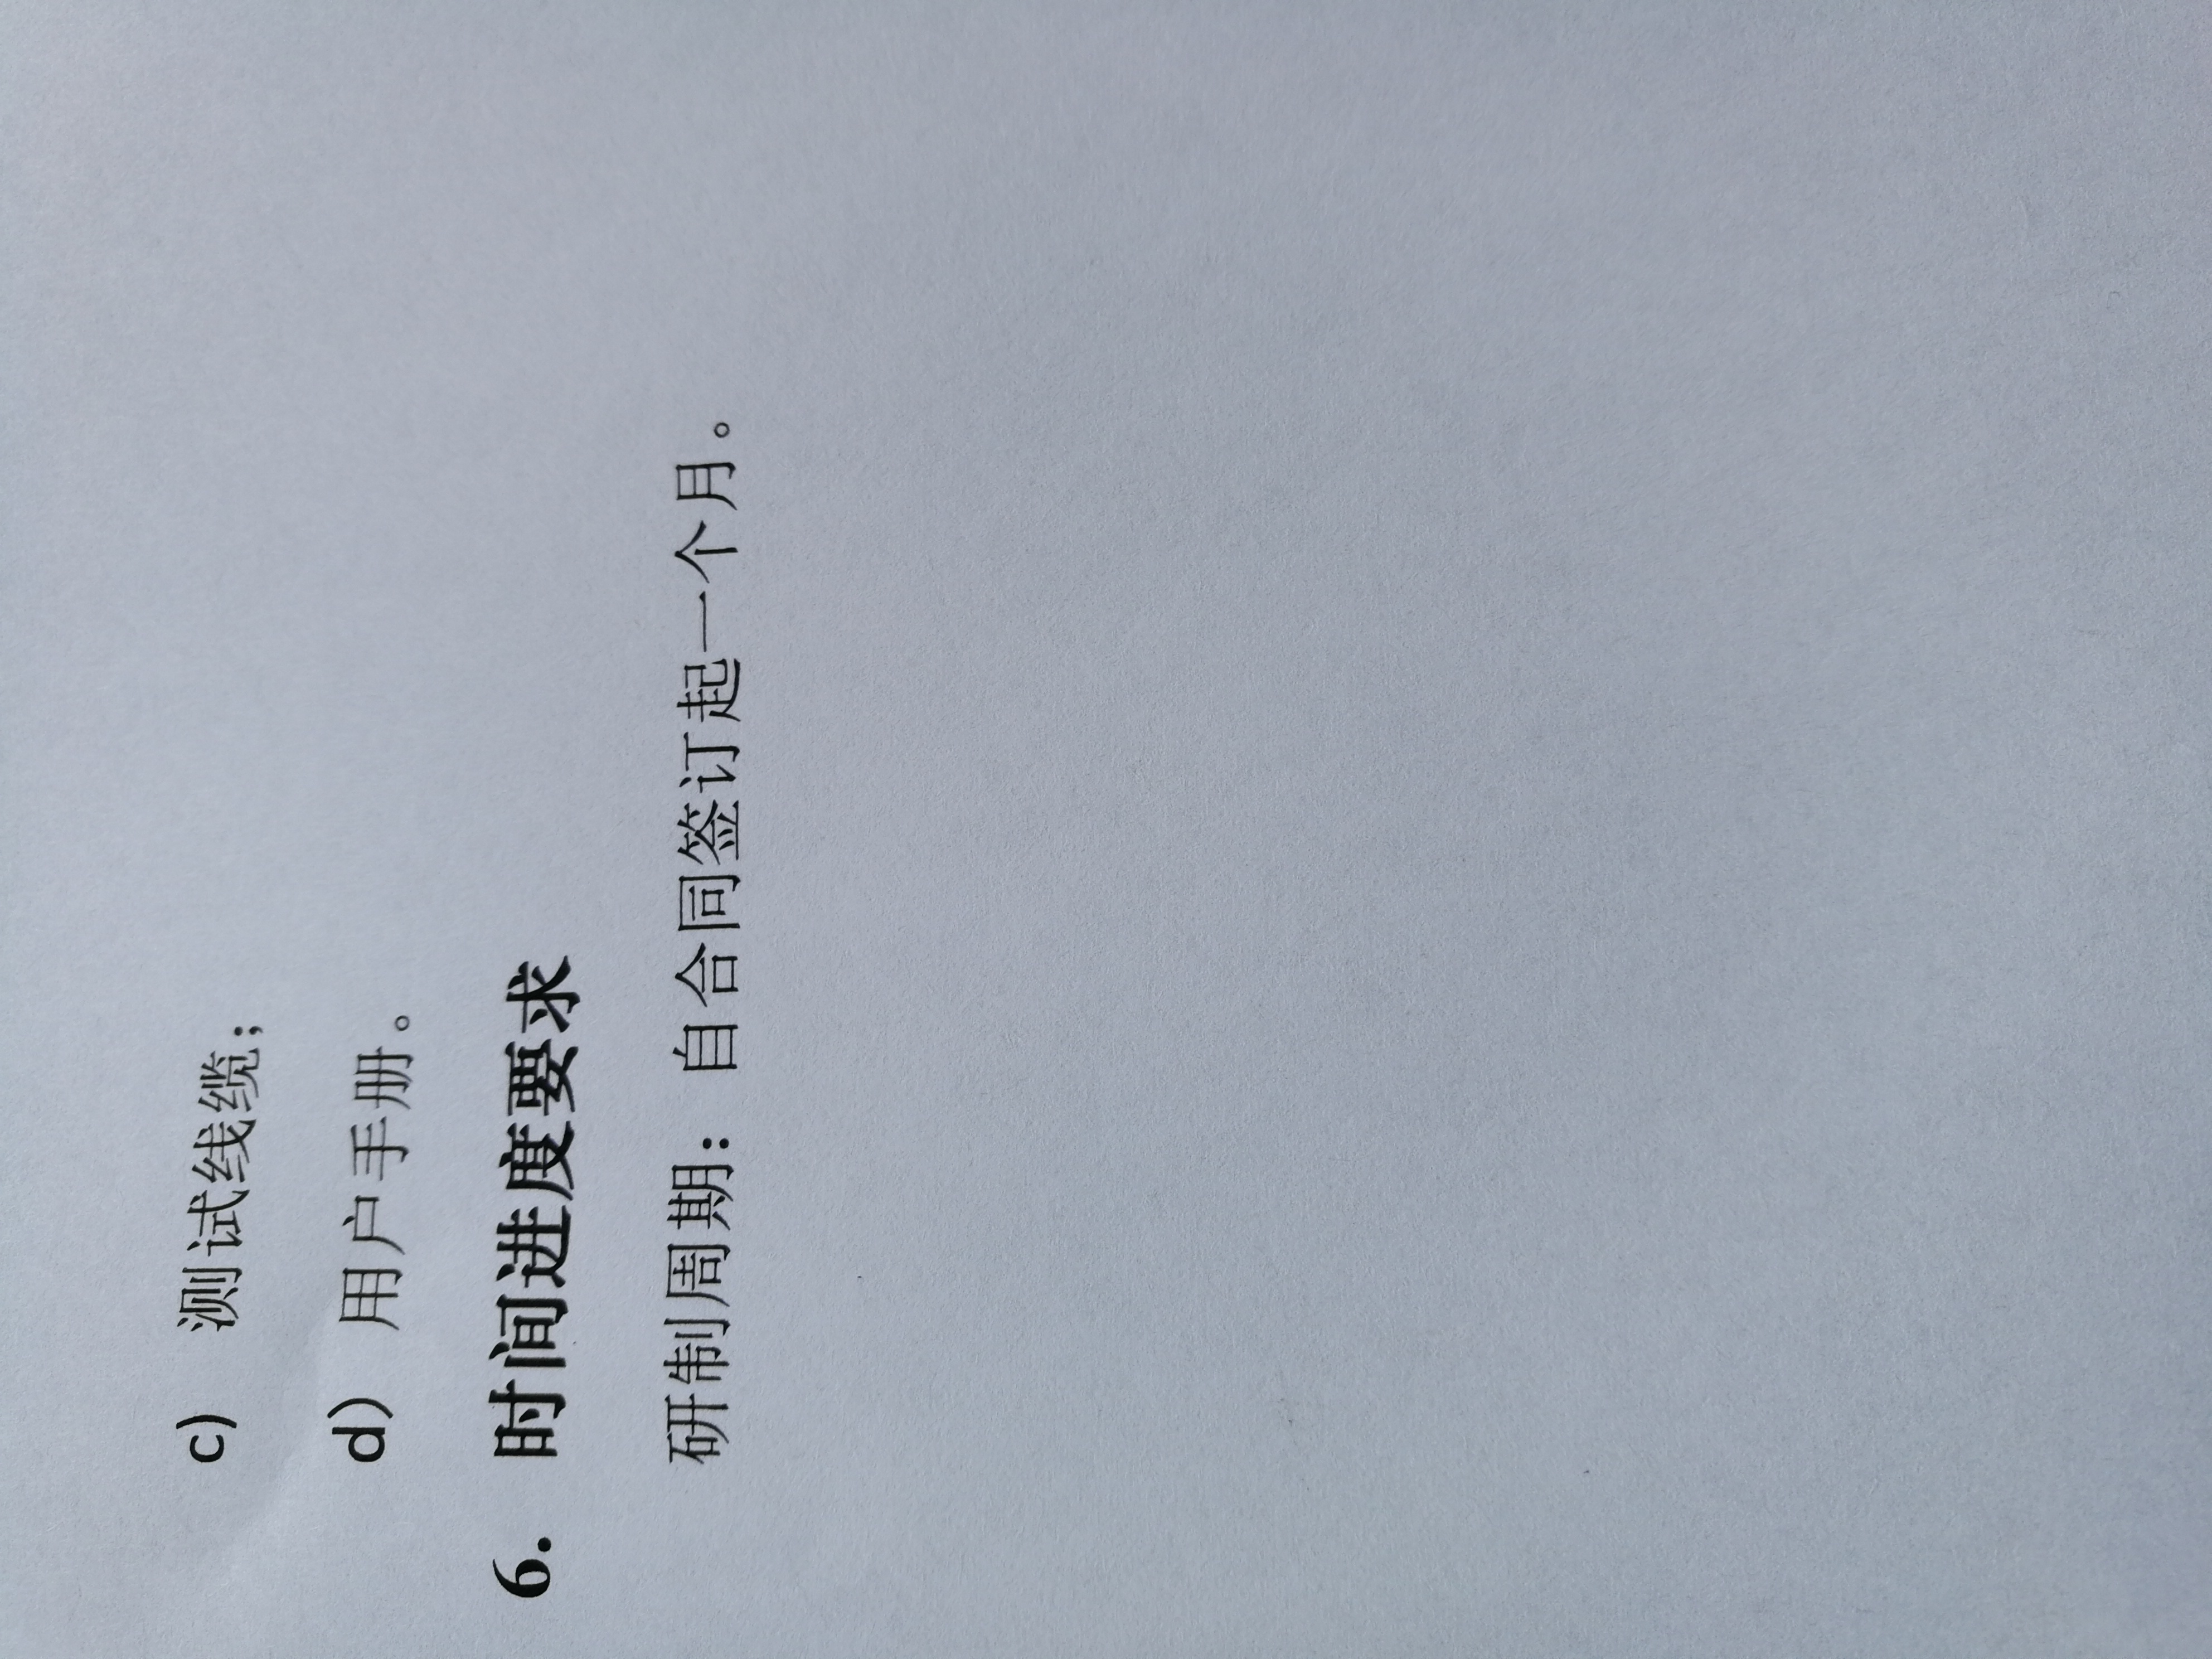 c) 测试线缆；
d) 用户手册。
6. 时间进度要求
研制周期：自合同签订起一个月。